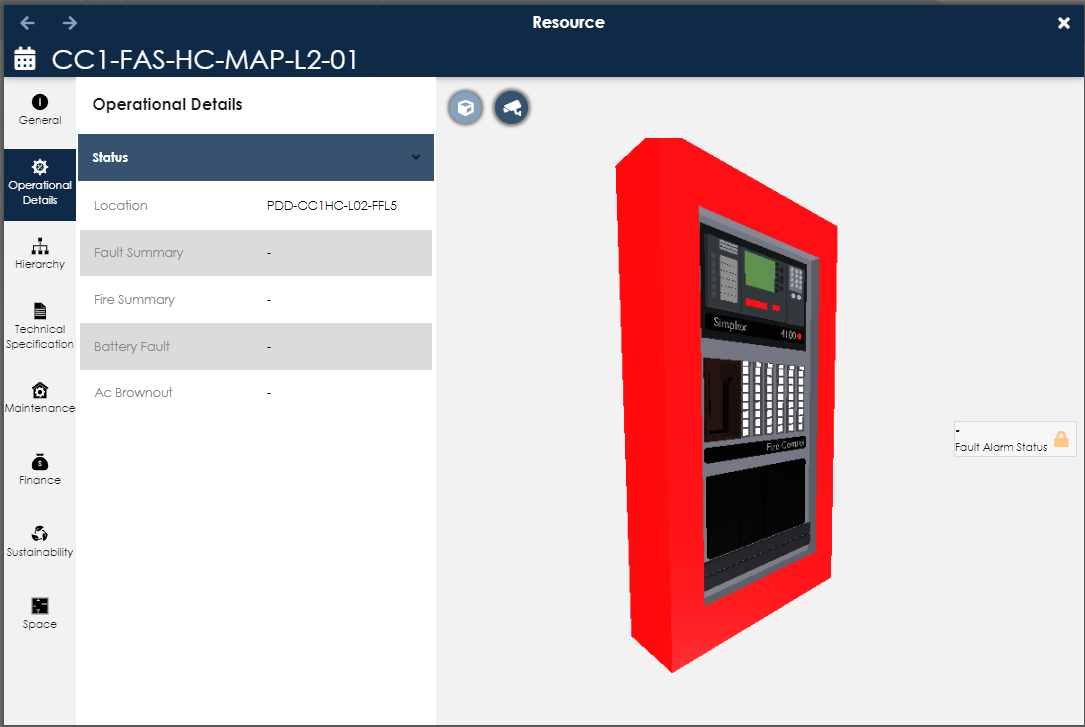 Resource
CC1-FAS-HC-MAP-L2-01
General
Operational
Details
Hierarchy
Technical
Specification
Maintenance
Finance
Sustainability
Space
Operational Details
Status
Location PDD-CC1HC-L02-FFL5
Fault Summary -
Fire Summary -
Battery Fault -
Ac Brownout -
Simplex 4100
Fire Control
-
Fault Alarm Status